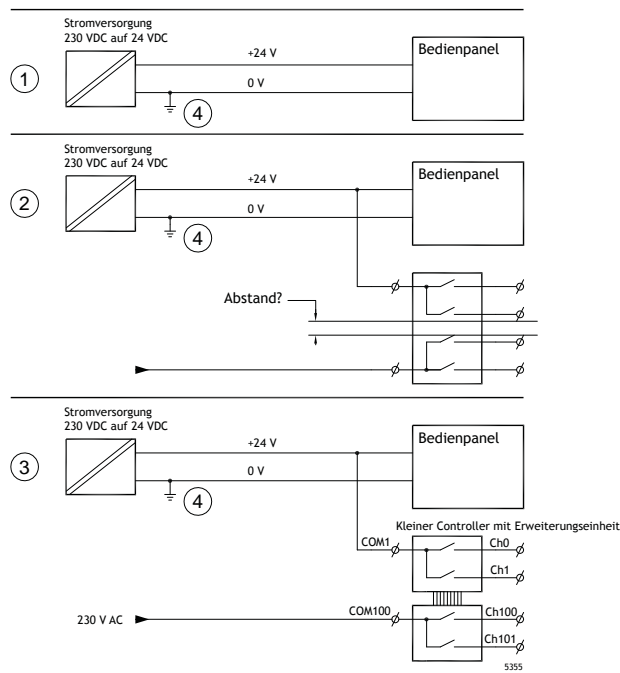 Stromversorgung
230 VDC auf 24 VDC
+24 V
Bedienpanel
1
0 V
4
Stromversorgung
230 VDC auf 24 VDC
+24 V
Bedienpanel
2
0 V
4
Abstand?
Stromversorgung
230 VDC auf 24 VDC
+24 V
Bedienpanel
3
0 V
4
Kleiner Controller mit Erweiterungseinheit
COM1
Ch0
Ch1
230 V AC
COM100
Ch100
Ch101
5355